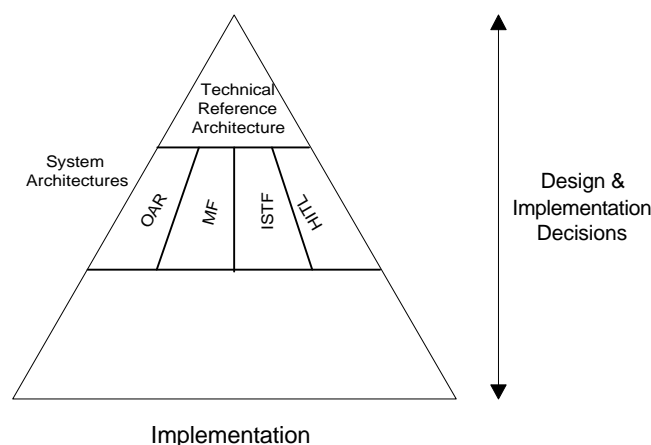 Technical
Reference
Architecture
System
Architectures
OAR
MF
ISTF
HITL
Design &
Implementation
Decisions
Implementation